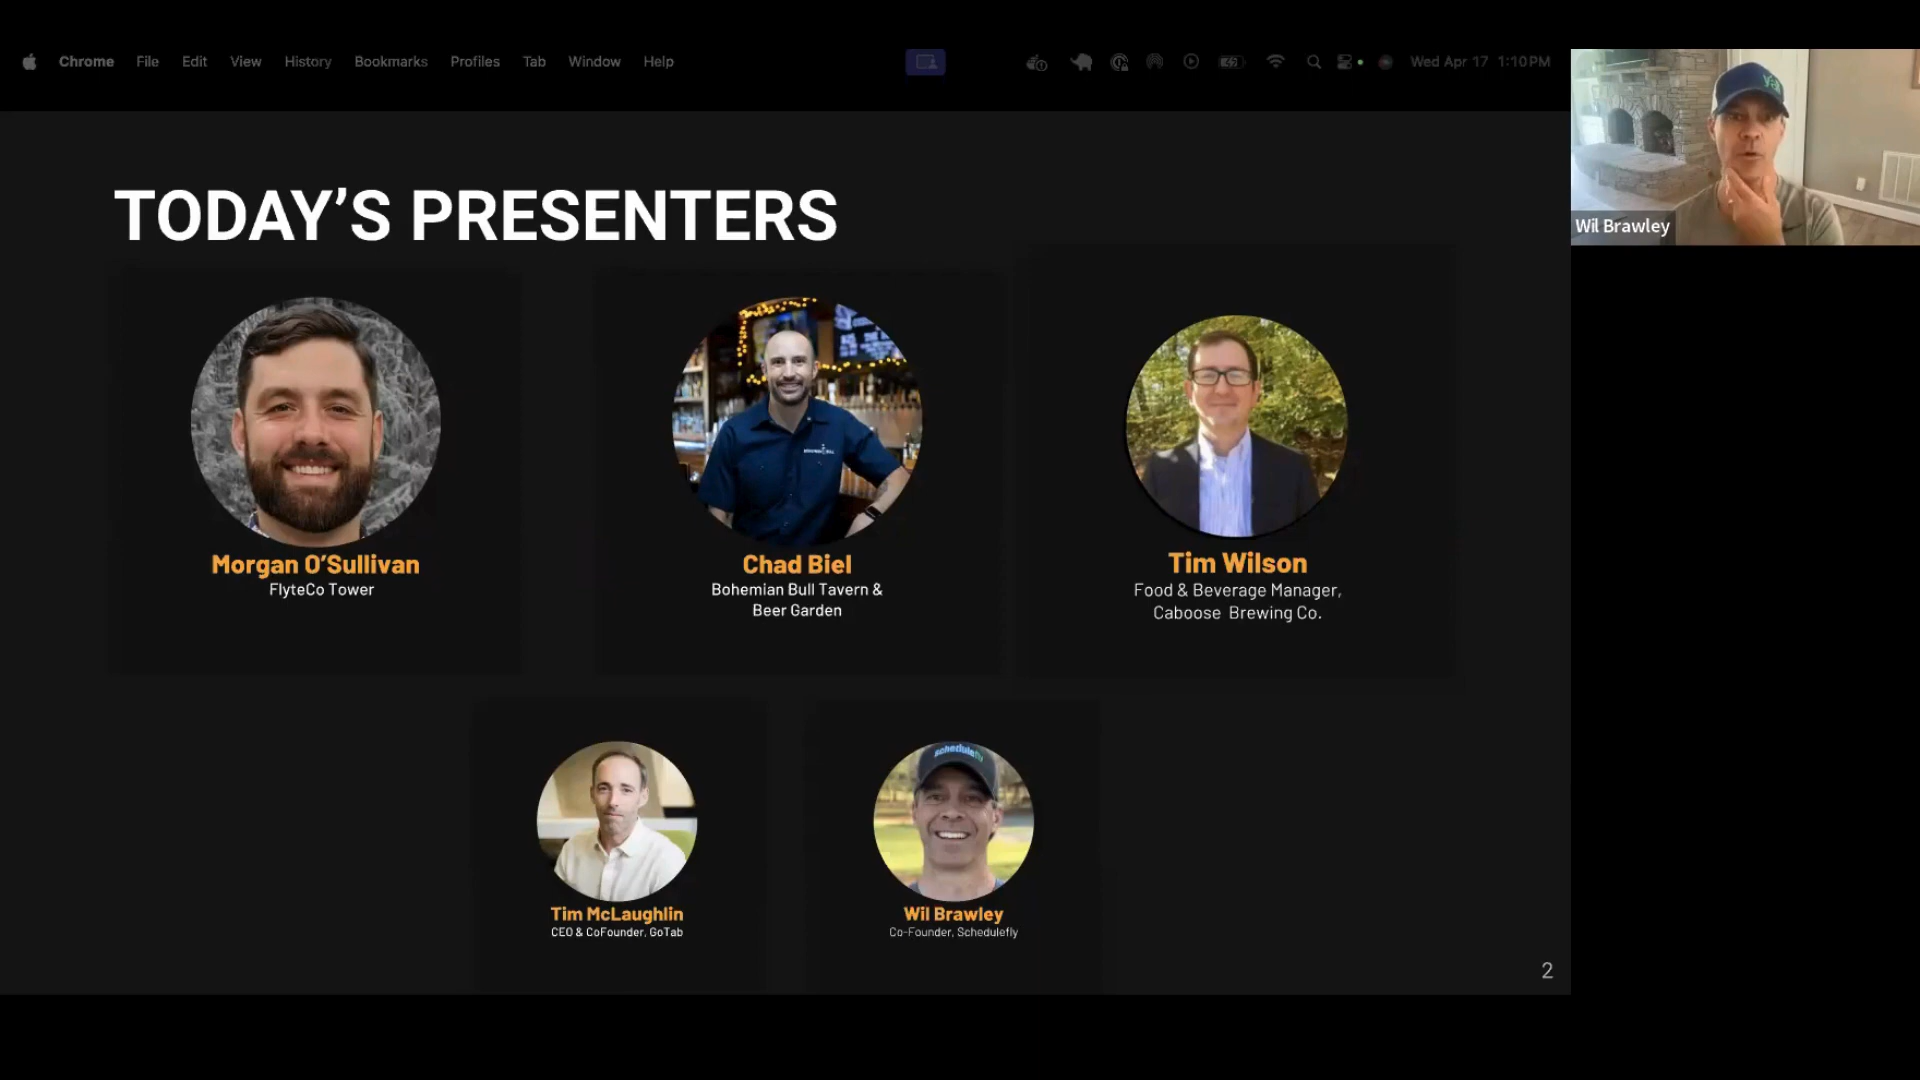 Chrome File Edit View History Bookmarks Profiles Tab Window Help Wed Apr 17 1:10 PM
Wil Brawley
TODAY’S PRESENTERS
Morgan O’Sullivan
FlyteCo Tower
Chad Biel
Bohemian Bull Tavern &
Beer Garden
Tim Wilson
Food & Beverage Manager,
Caboose Brewing Co.
schedulefly
Tim McLaughlin
CEO & CoFounder, GoTab
Wil Brawley
Co-Founder, Schedulefly
2